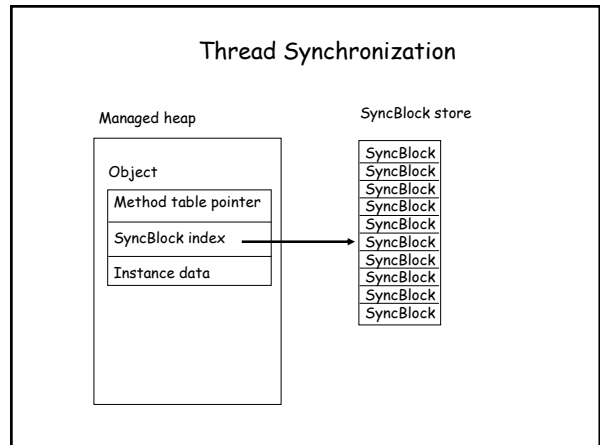 Thread Synchronization
Managed heap
SyncBlock store
Object
Method table pointer
SyncBlock index
Instance data
SyncBlock
SyncBlock
SyncBlock
SyncBlock
SyncBlock
SyncBlock
SyncBlock
SyncBlock
SyncBlock
SyncBlock